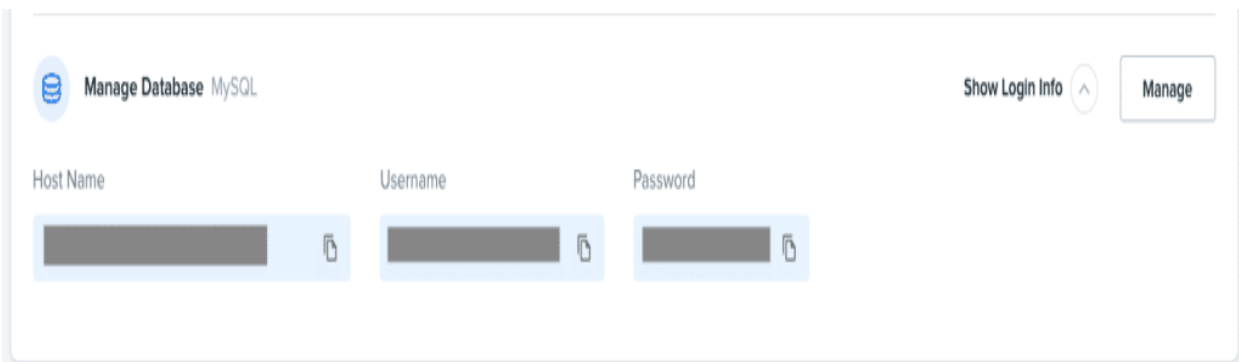 Manage Database MySQL
Show Login Info
Manage
Host Name
Username
Password